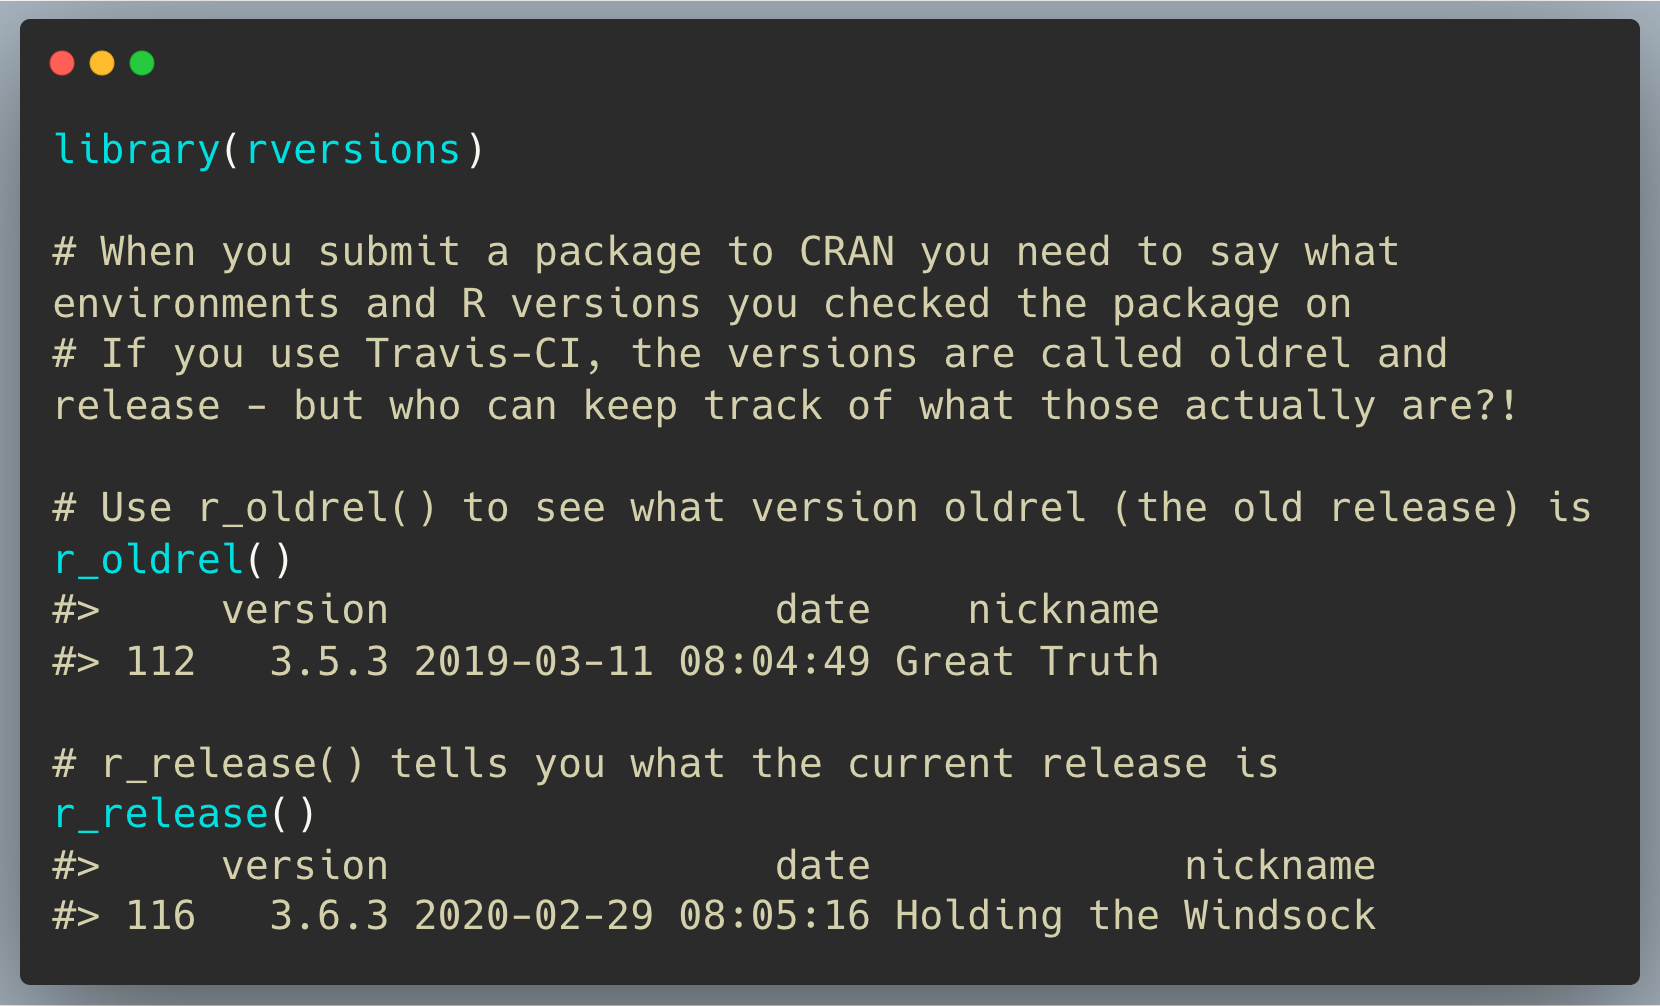 library(rversions)
# When you submit a package to CRAN you need to say what
environments and R versions you checked the package on
# If you use Travis-CI, the versions are called oldrel and
release - but who can keep track of what those actually are?!
# Use r_oldrel() to see what version oldrel (the old release) is
r_oldrel()
#>     version                date    nickname
#> 112   3.5.3 2019-03-11 08:04:49 Great Truth
# r_release() tells you what the current release is
r_release()
#>     version                date             nickname
#> 116   3.6.3 2020-02-29 08:05:16 Holding the Windsock